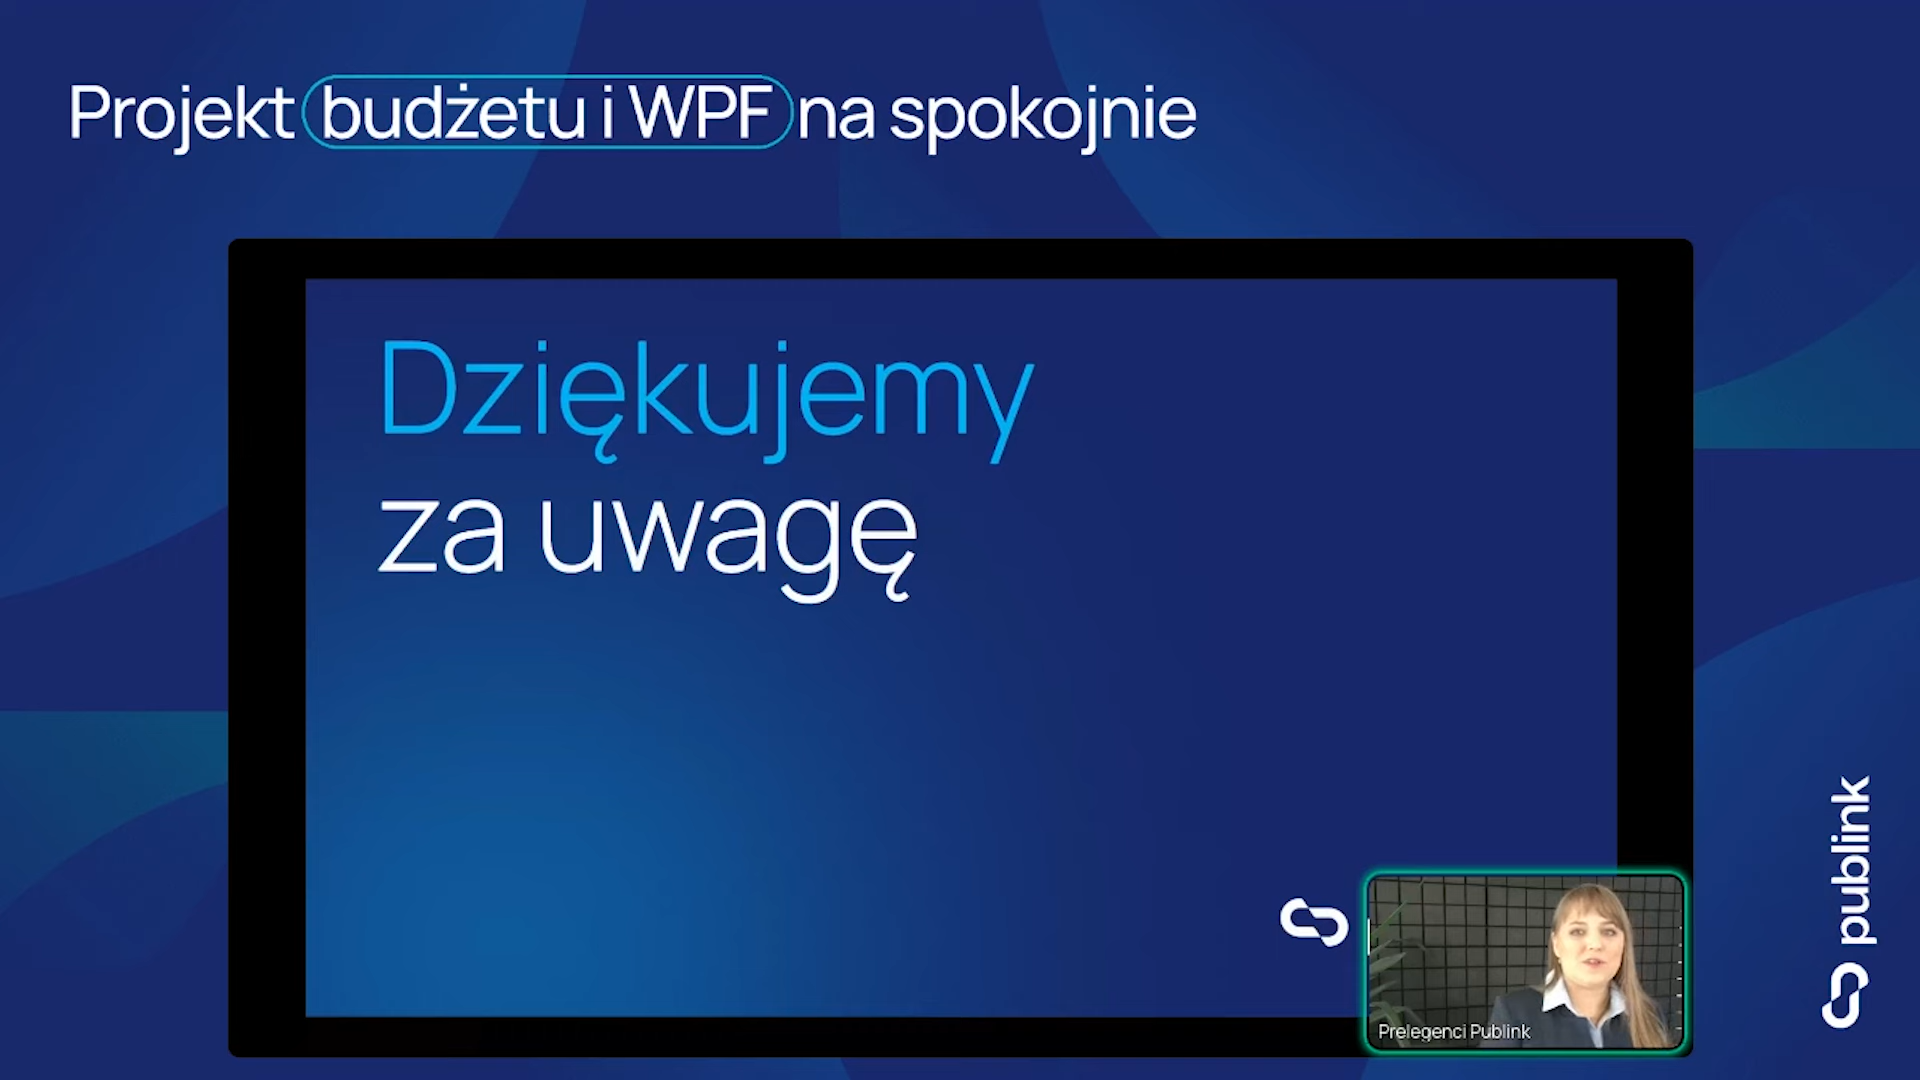 Projekt budżetu i WPF na spokojnie
Dziękujemy
za uwagę
Prelegenci Publink
publink